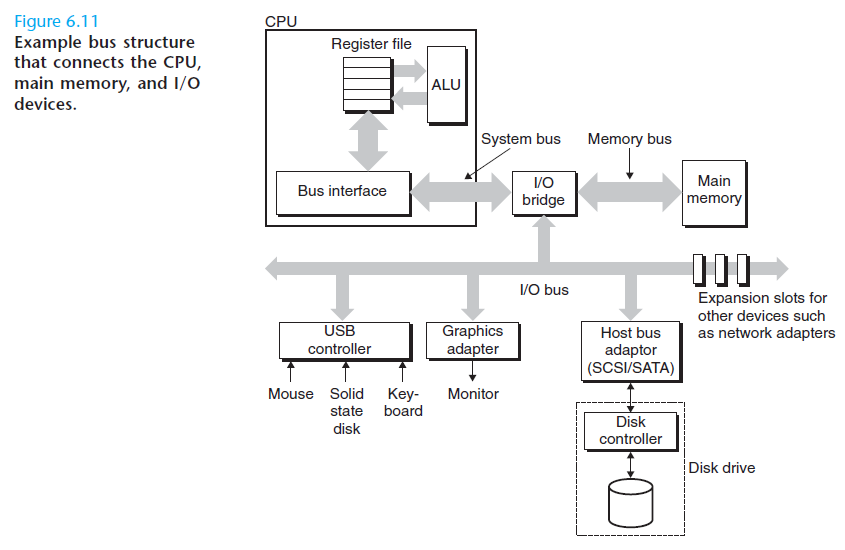 Figure 6.11
Example bus structure
that connects the CPU,
main memory, and I/O
devices.
CPU
Register file
ALU
System bus
Memory bus
Bus interface
I/O
bridge
Main
memory
I/O bus
Expansion slots for
other devices such
as network adapters
USB
controller
Graphics
adapter
Host bus
adaptor
(SCSI/SATA)
Mouse
Solid
state
disk
Key-
board
Monitor
Disk
controller
Disk drive